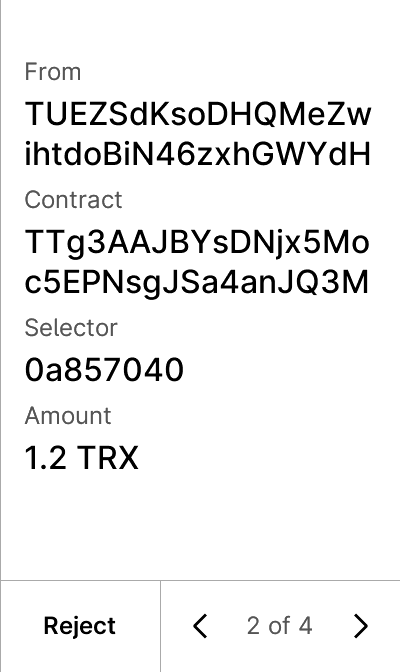 From
TUEZSdKsoDHQMeZw
ihtdoBiN46zxhGWYdH
Contract
TTg3AAJBYsDNjx5Mo
c5EPNsgJSa4anJQ3M
Selector
0a857040
Amount
1.2 TRX
Reject
2 of 4